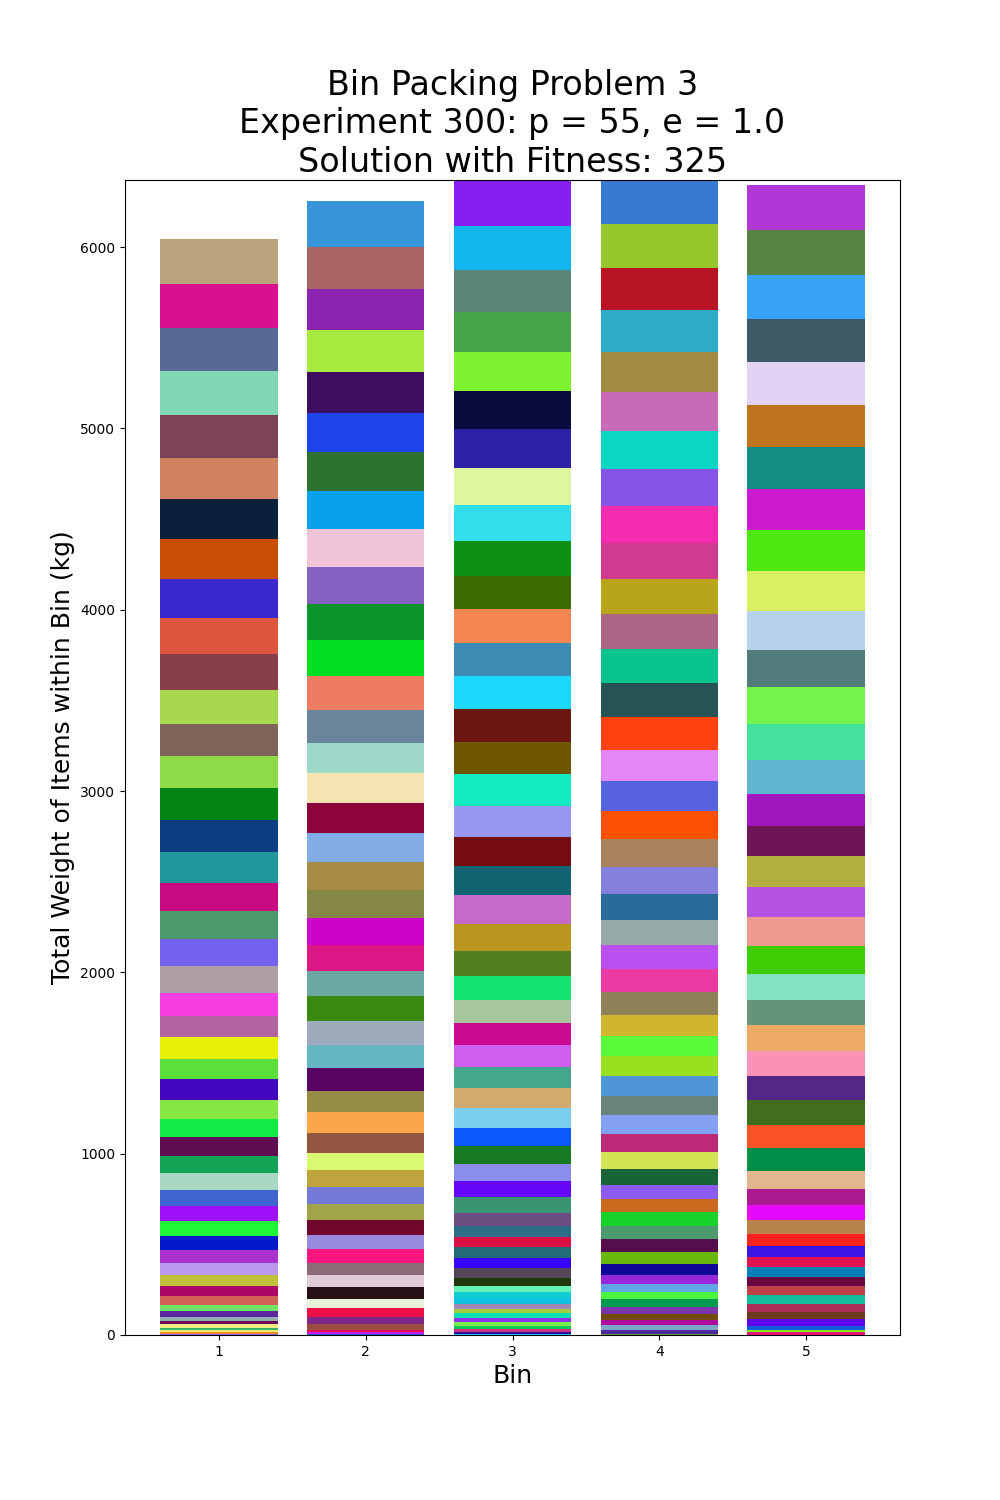 Bin Packing Problem 3
Experiment 300: p = 55, e = 1.0
Solution with Fitness: 325
Total Weight of Items within Bin (kg)
6000
5000
4000
3000
2000
1000
0
1 2 3 4 5
Bin